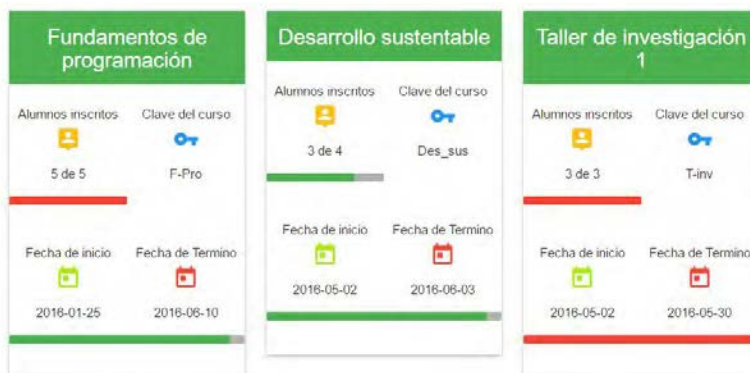 Fundamentos de
programación
Alumnos inscritos Clave del curso
5 de 5 F-Pro
Fecha de inicio Fecha de Termino
2016-01-25 2016-06-10
Desarrollo sustentable
Alumnos inscritos Clave del curso
3 de 4 Des_sus
Fecha de inicio Fecha de Termino
2016-05-02 2016-06-03
Taller de investigación
1
Alumnos inscritos Clave del curso
3 de 3 T-inv
Fecha de inicio Fecha de Termino
2016-05-02 2016-05-30